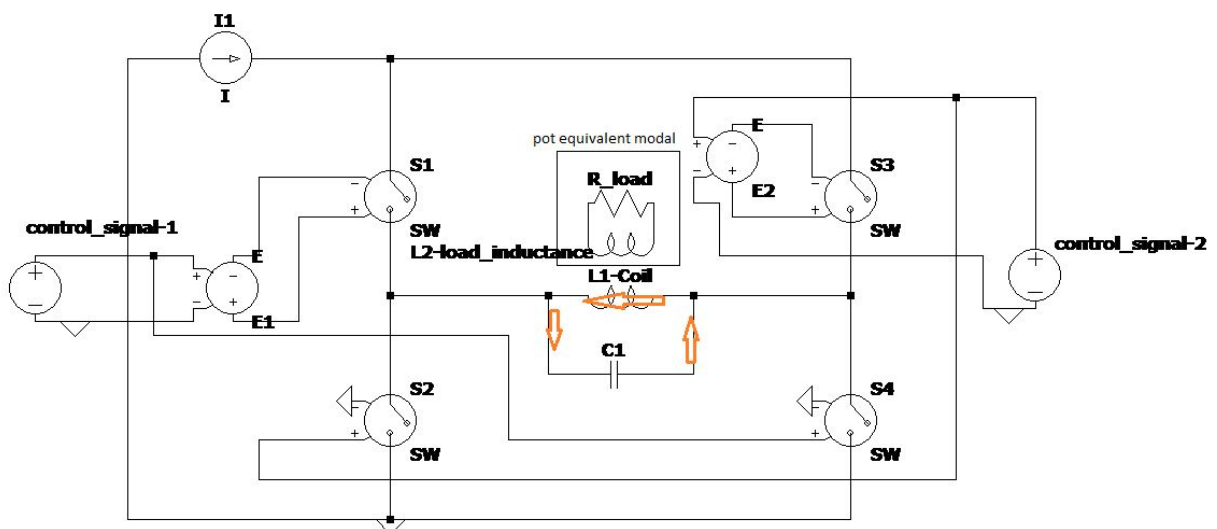 I1
I
pot equivalent modal
E
E2
S1
SW
R_load
S3
SW
control_signal-1
L2-load_inductance
control_signal-2
E
E1
L1-Coil
C1
S2
SW
S4
SW